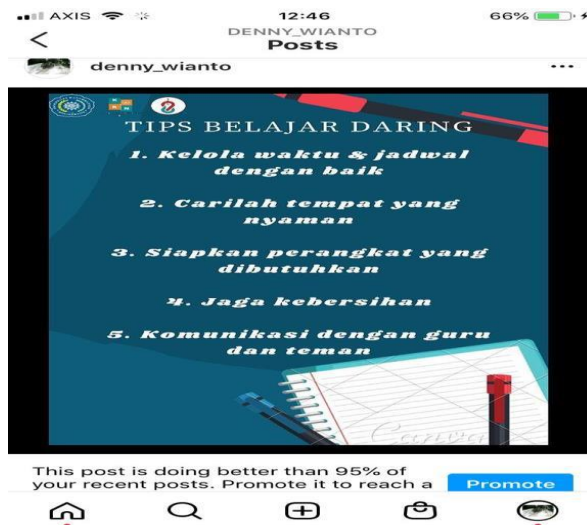 AXIS 12:46 66%
DENNY_WIANTO
Posts
denny_wianto
TIPS BELAJAR DARING
1. Kelola waktu & jadwal
dengan baik
2. Carilah tempat yang
nyaman
3. Siapkan perangkat yang
dibutuhkan
4. Jaga kebersihan
5. Komunikasi dengan guru
dan teman
Canva
This post is doing better than 95% of
your recent posts. Promote it to reach a
Promote